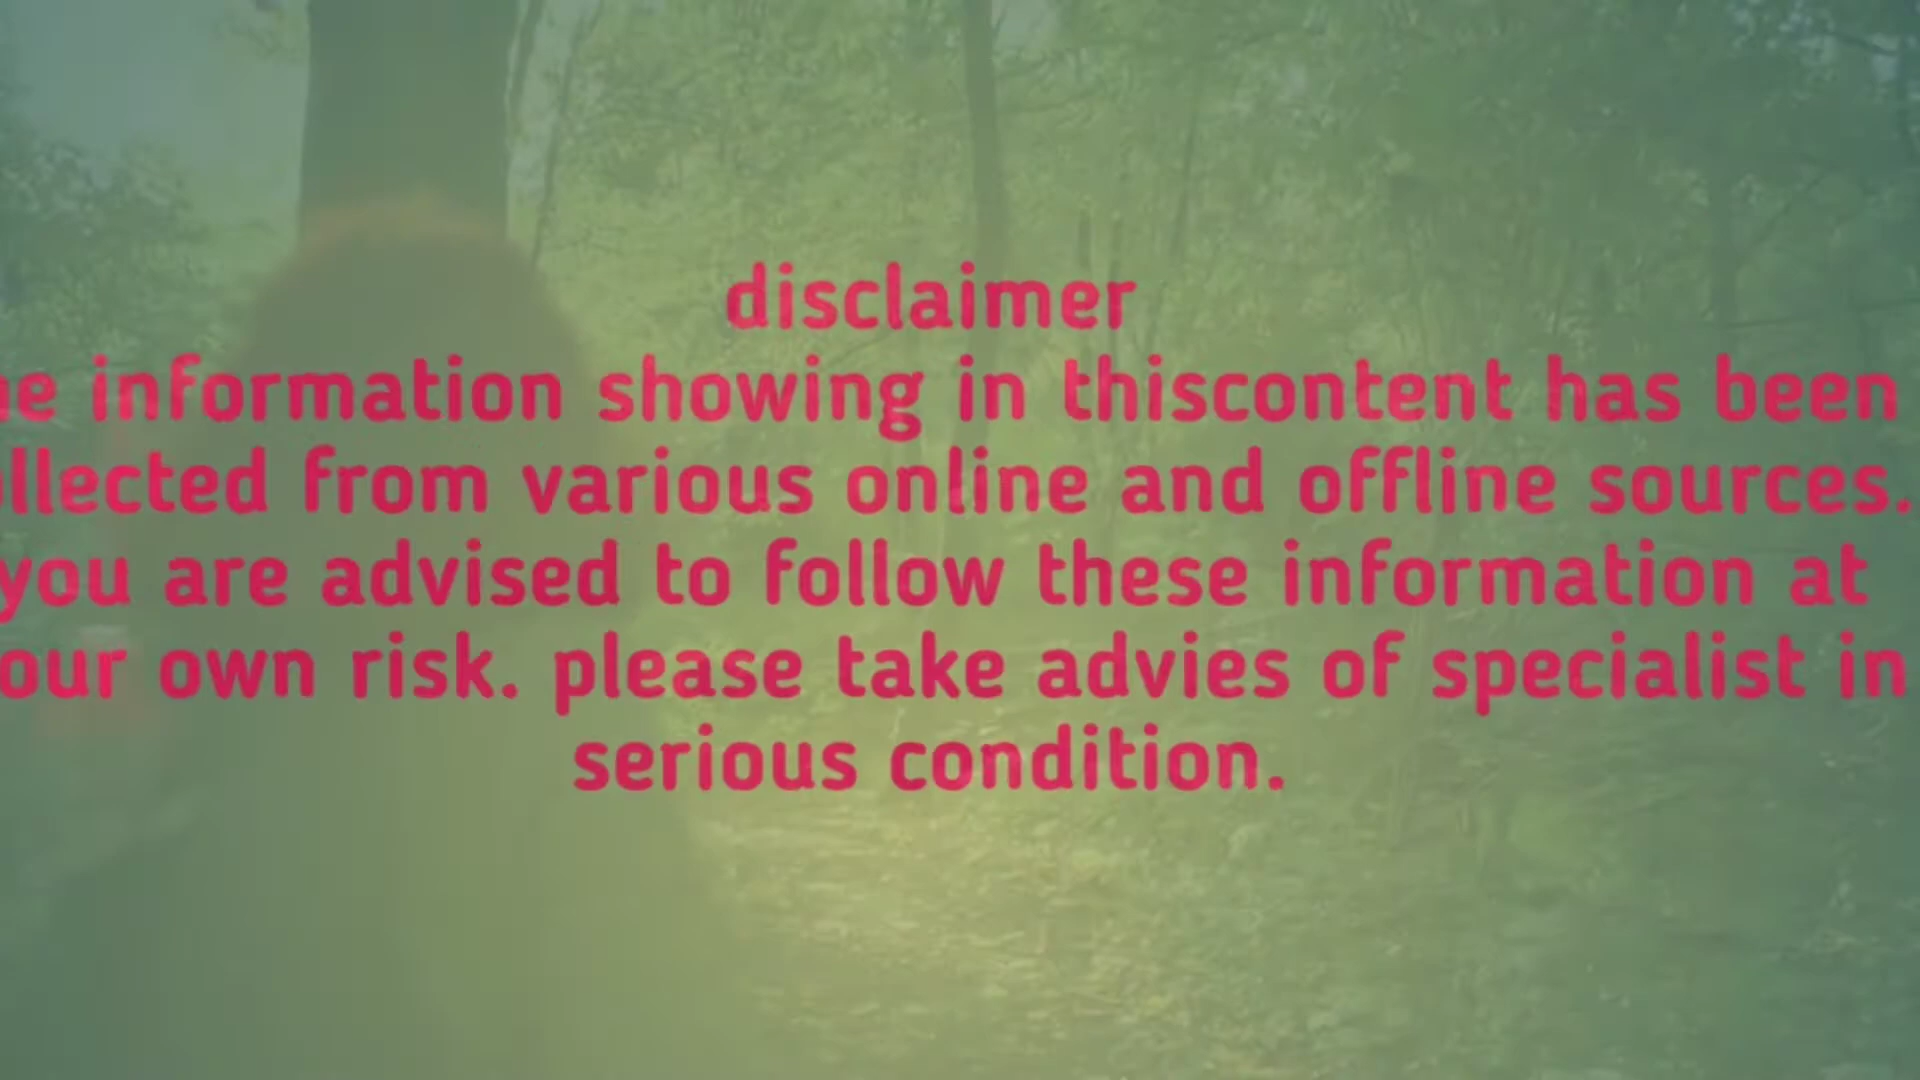 disclaimer
he information showing in thiscontent has been
ollected from various online and offline sources.
you are advised to follow these information at
our own risk. please take advies of specialist in
serious condition.